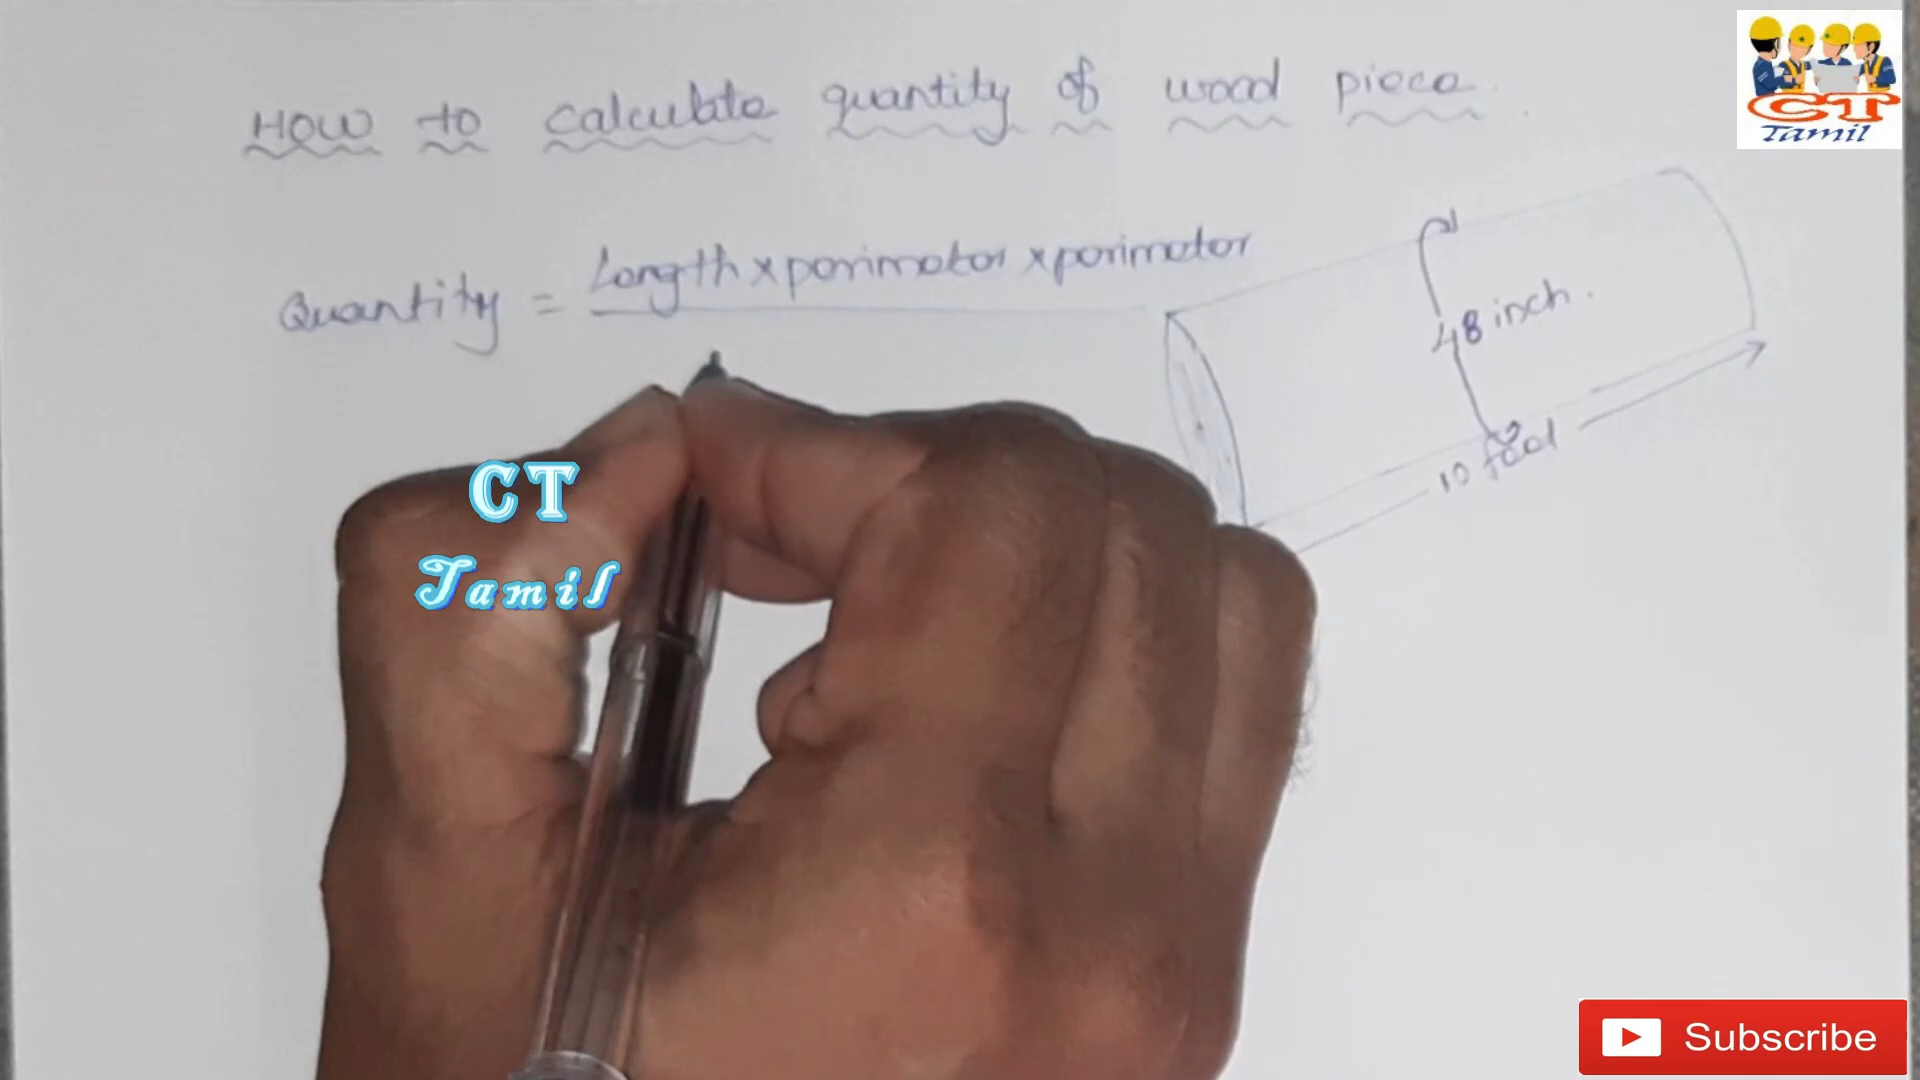 How to calculate quantity of wood piece.
Quantity = Length x perimeter x perimeter
48 inch.
10 feet
CT
Tamil
CT
Tamil
Subscribe